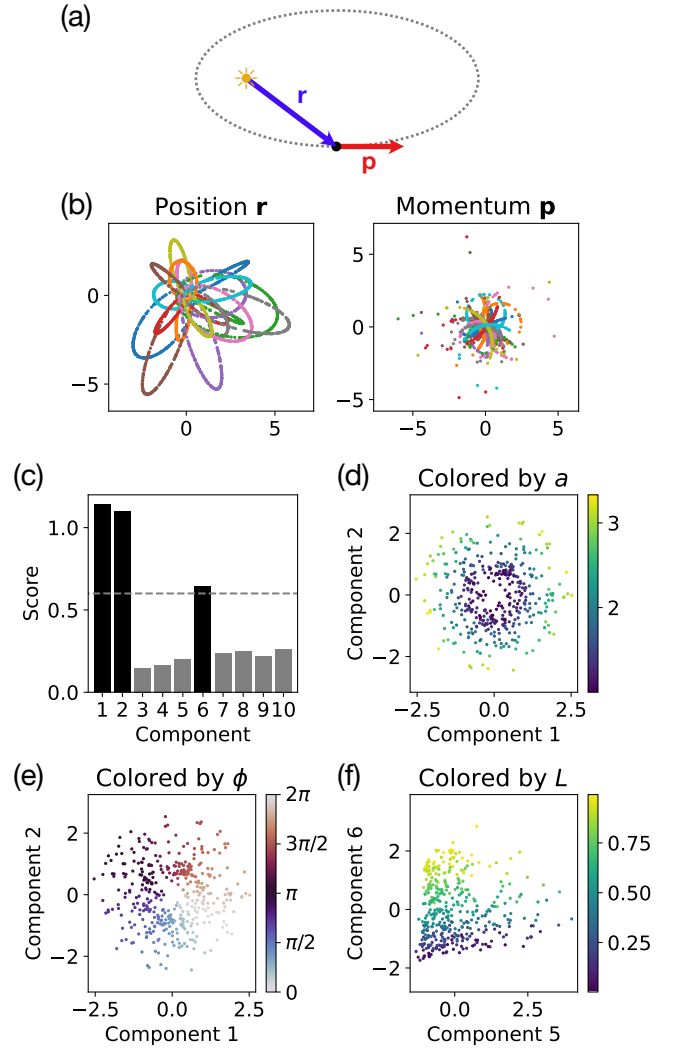 (a)
r
p
(b)
Position r
Momentum p
0
−5
0
5
5
0
−5
−5
0
5
(c)
1.0
0.5
0.0
Score
1 2 3 4 5 6 7 8 9 10
Component
(d)
Colored by a
Component 2
2
0
−2
−2.5
0.0
2.5
Component 1
3
2
(e)
Colored by ϕ
Component 2
2
0
−2
−2.5
0.0
2.5
Component 1
2π
3π/2
π
π/2
0
(f)
Colored by L
Component 6
2
0
−2
0.0
2.5
Component 5
0.75
0.50
0.25